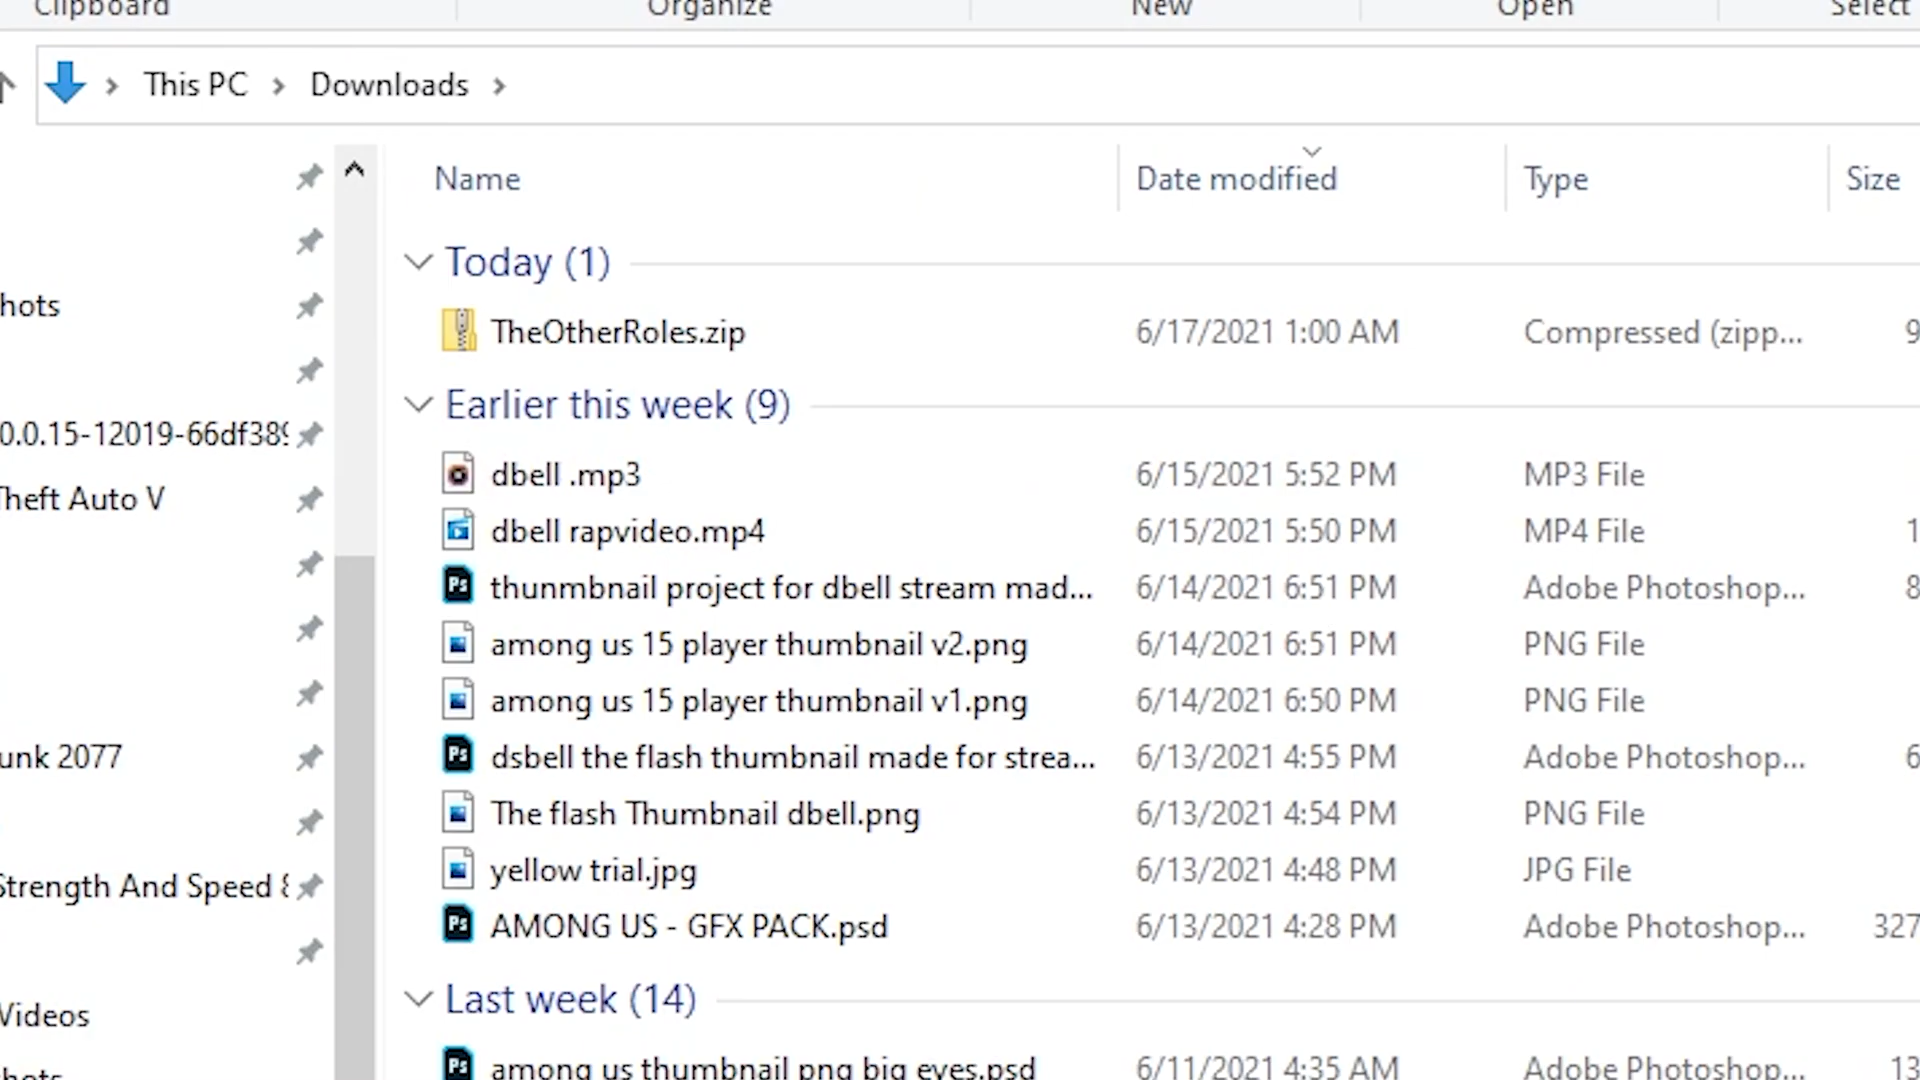 Clipboard Organize New Open Select
This PC > Downloads >
Name Date modified Type Size
Today (1)
hots
TheOtherRoles.zip 6/17/2021 1:00 AM Compressed (zipp... 9
Earlier this week (9)
0.0.15-12019-66df389
dbell .mp3 6/15/2021 5:52 PM MP3 File
Theft Auto V
dbell rapvideo.mp4 6/15/2021 5:50 PM MP4 File 1
thunmbnail project for dbell stream mad... 6/14/2021 6:51 PM Adobe Photoshop... 8
among us 15 player thumbnail v2.png 6/14/2021 6:51 PM PNG File
among us 15 player thumbnail v1.png 6/14/2021 6:50 PM PNG File
unk 2077
dsbell the flash thumbnail made for strea... 6/13/2021 4:55 PM Adobe Photoshop... 6
The flash Thumbnail dbell.png 6/13/2021 4:54 PM PNG File
yellow trial.jpg 6/13/2021 4:48 PM JPG File
Strength And Speed
AMONG US - GFX PACK.psd 6/13/2021 4:28 PM Adobe Photoshop... 327
Last week (14)
Videos
among us thumbnail png big eyes.psd 6/11/2021 4:35 AM Adobe Photoshop... 13
hots